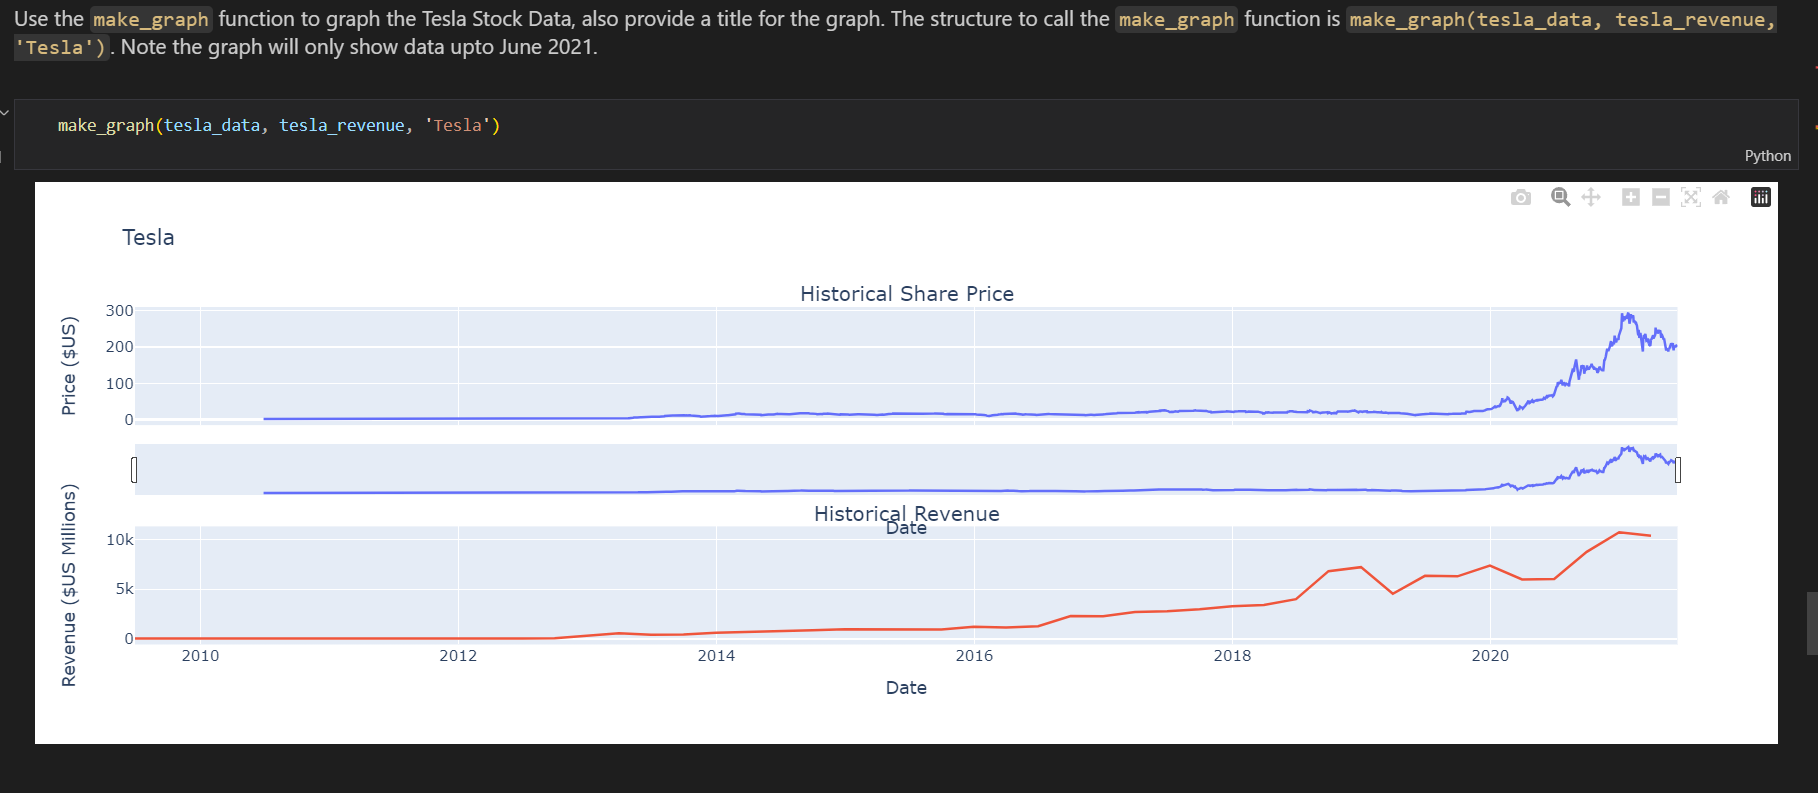 Use the make_graph function to graph the Tesla Stock Data, also provide a title for the graph. The structure to call the make_graph function is make_graph(tesla_data, tesla_revenue,
'Tesla'). Note the graph will only show data upto June 2021.
make_graph(tesla_data, tesla_revenue, 'Tesla')
Python
Tesla
Historical Share Price
Price ($US)
300
200
100
0
Historical Revenue
Date
Revenue ($US Millions)
10k
5k
0
2010 2012 2014 2016 2018 2020
Date